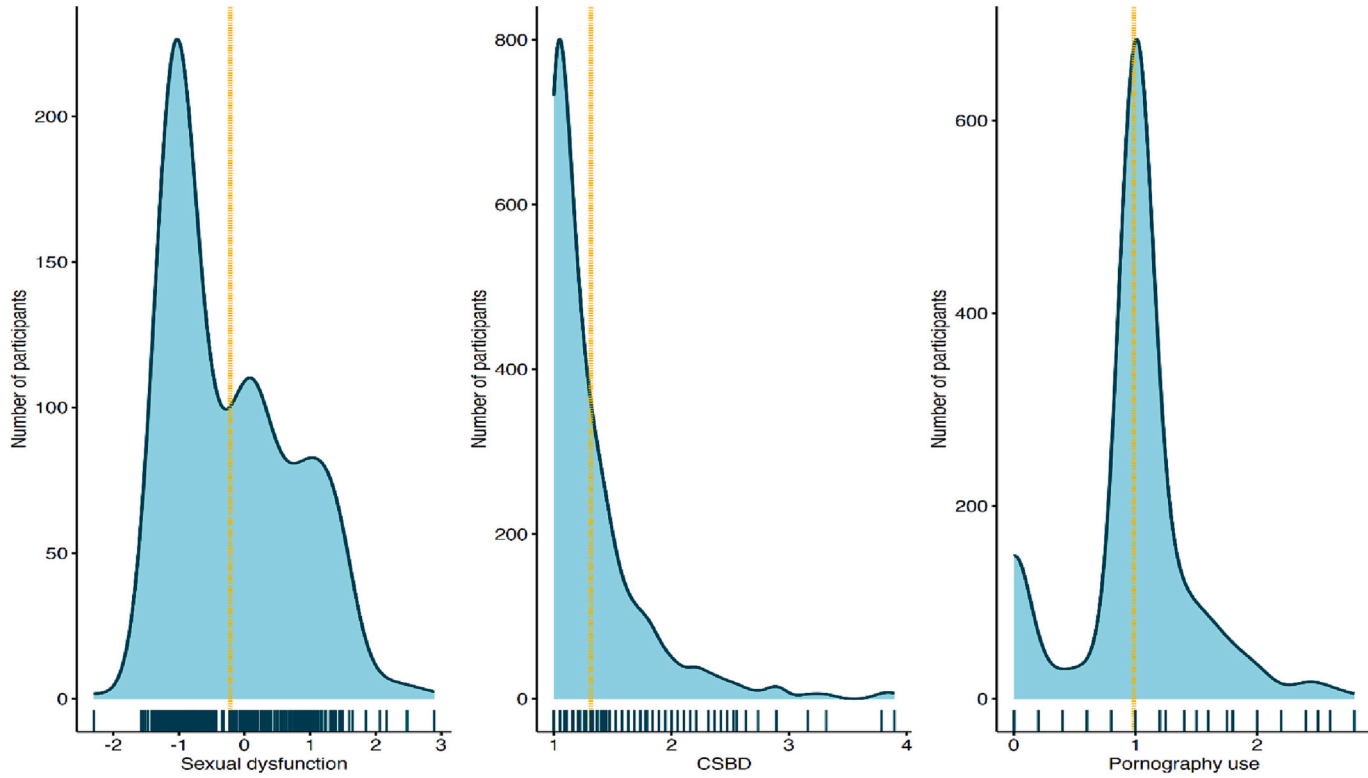 Number of participants
200
150
100
50
0
-2 -1 0 1 2 3
Sexual dysfunction
Number of participants
800
600
400
200
0
1 2 3 4
CSBD
Number of participants
600
400
200
0
0 1 2
Pornography use